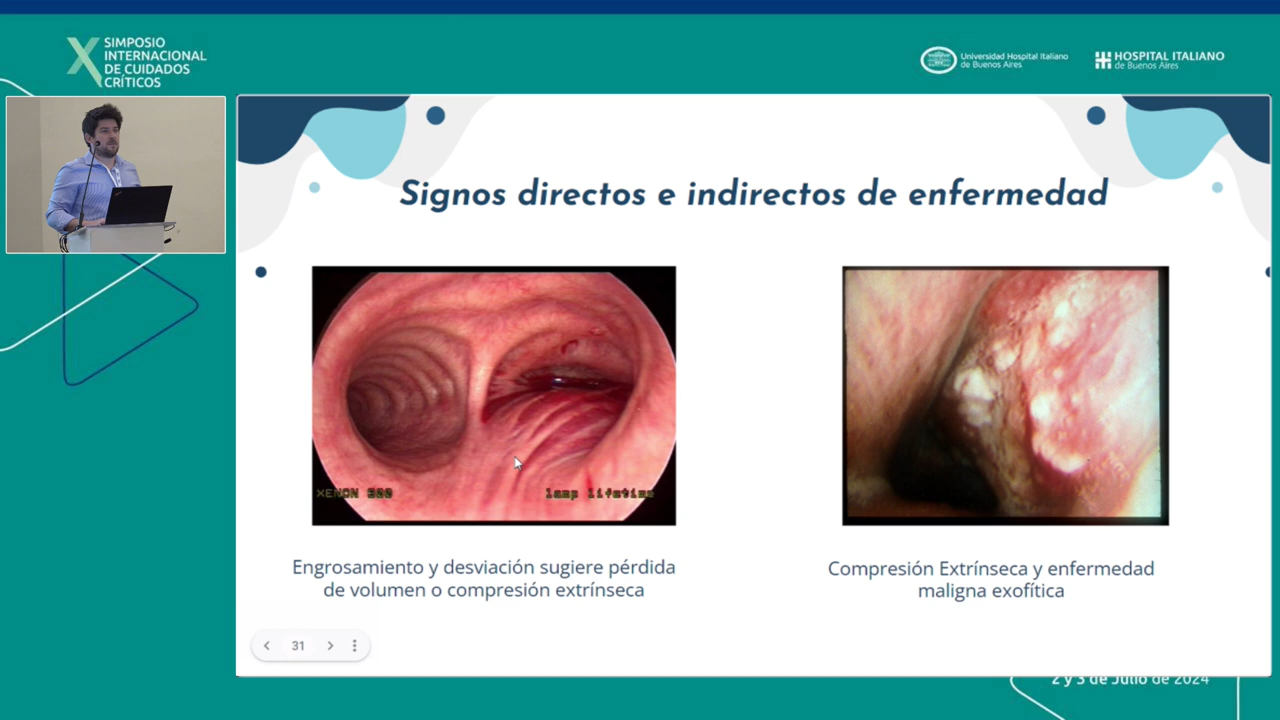 SIMPOSIO
INTERNACIONAL
DE CUIDADOS
CRÍTICOS
Universidad Hospital Italiano
de Buenos Aires
HOSPITAL ITALIANO
de Buenos Aires
Signos directos e indirectos de enfermedad
XENON
lamp lifetime
Engrosamiento y desviación sugiere pérdida
de volumen o compresión extrínseca
Compresión Extrínseca y enfermedad
maligna exofítica
31
2 y 3 de Julio de 2024